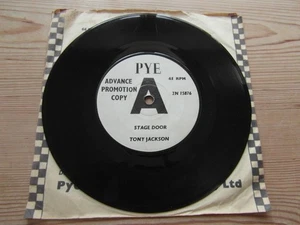 PYE
45 RPM
ADVANCE
PROMOTION
COPY
A
7N 15876
STAGE DOOR
TONY JACKSON
Pye
Ltd